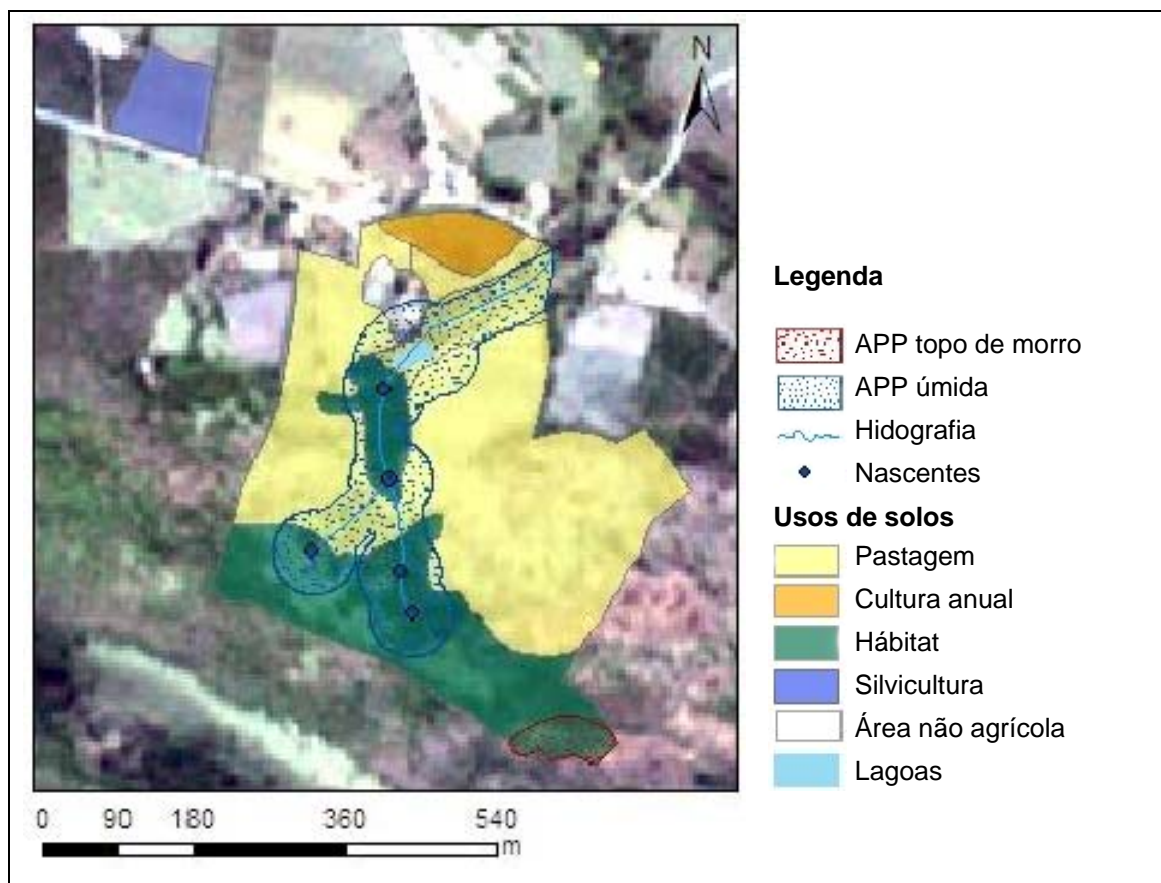 N
Legenda
APP topo de morro
APP úmida
Hidografia
Nascentes
Usos de solos
Pastagem
Cultura anual
Hábitat
Silvicultura
Área não agrícola
Lagoas
0 90 180 360 540
m